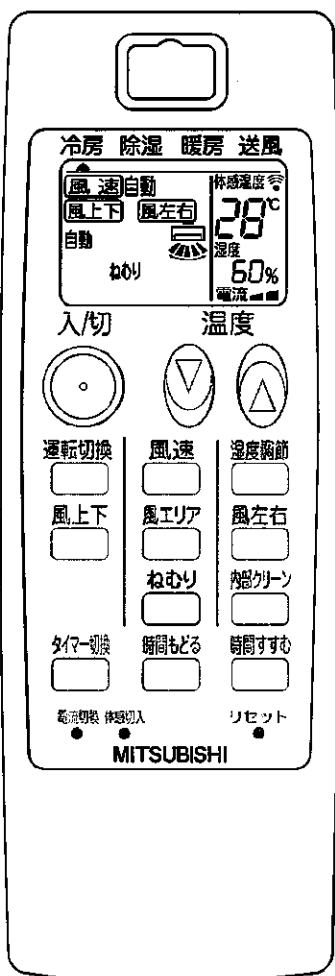 冷房 除湿 暖房 送風
風速 自動 体感温度
風上下 風左右 28℃
自動 湿度
ねむり 60%
電流
入/切 温度
運転切換 風速 湿度調節
風上下 風エリア 風左右
ねむり 内部クリーン
タイマー切換 時間もどる 時間すすむ
電流切換 体感切入 リセット
MITSUBISHI